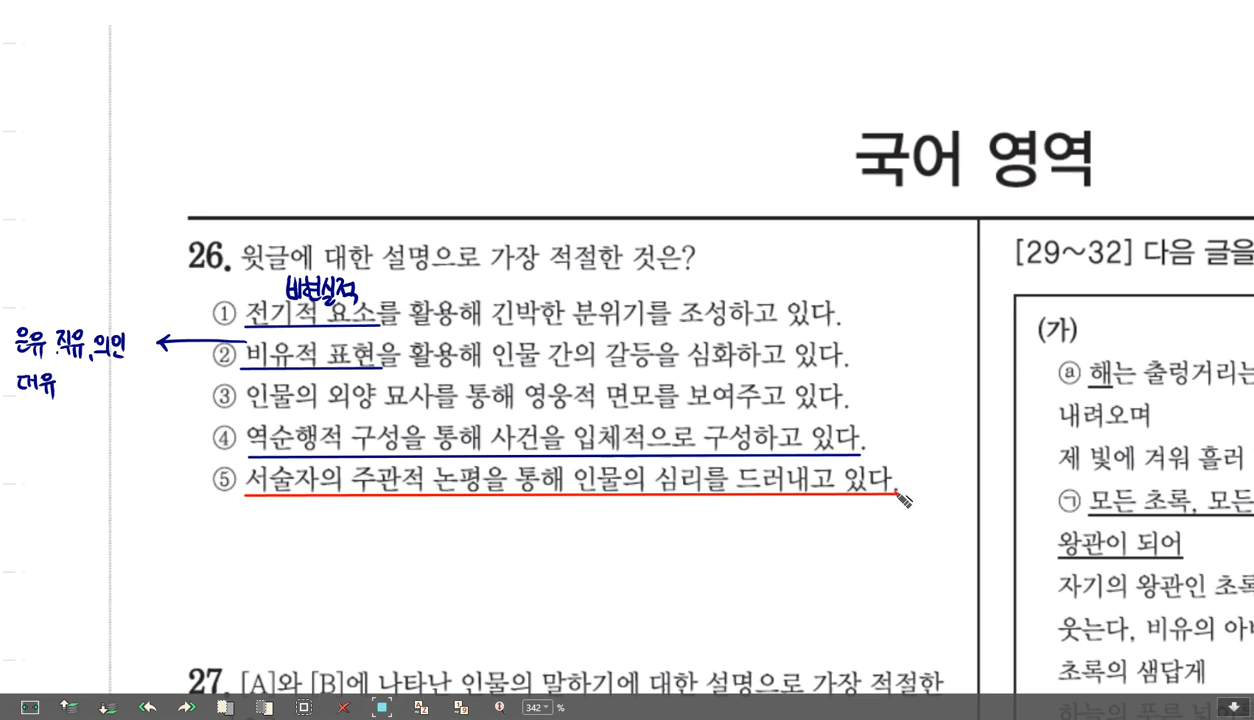 국어 영역
26. 윗글에 대한 설명으로 가장 적절한 것은?
비현실적
① 전기적 요소를 활용해 긴박한 분위기를 조성하고 있다.
② 비유적 표현을 활용해 인물 간의 갈등을 심화하고 있다.
은유 직유, 의인
대유
③ 인물의 외양 묘사를 통해 영웅적 면모를 보여주고 있다.
④ 역순행적 구성을 통해 사건을 입체적으로 구성하고 있다.
⑤ 서술자의 주관적 논평을 통해 인물의 심리를 드러내고 있다.
27. [A]와 [B]에 나타난 인물의 말하기에 대한 설명으로 가장 적절한
[29～32] 다음 글을
(가)
ⓐ 해는 출렁거리는
내려오며
제 빛에 겨워 흘러
㉠ 모든 초록, 모든
왕관이 되어
자기의 왕관인 초록
웃는다, 비유의 아
초록의 샘답게
하늘의 푸른
342 %